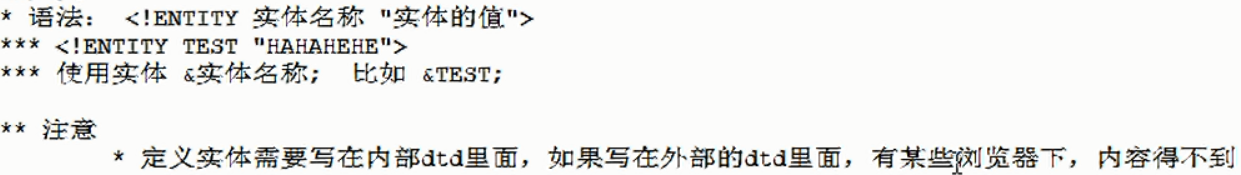 * 语法： <!ENTITY 实体名称 "实体的值">
*** <!ENTITY TEST "HAHAHEHE">
*** 使用实体 &实体名称； 比如 &TEST;
** 注意
* 定义实体需要写在内部dtd里面，如果写在外部的dtd里面，有某些浏览器下，内容得不到